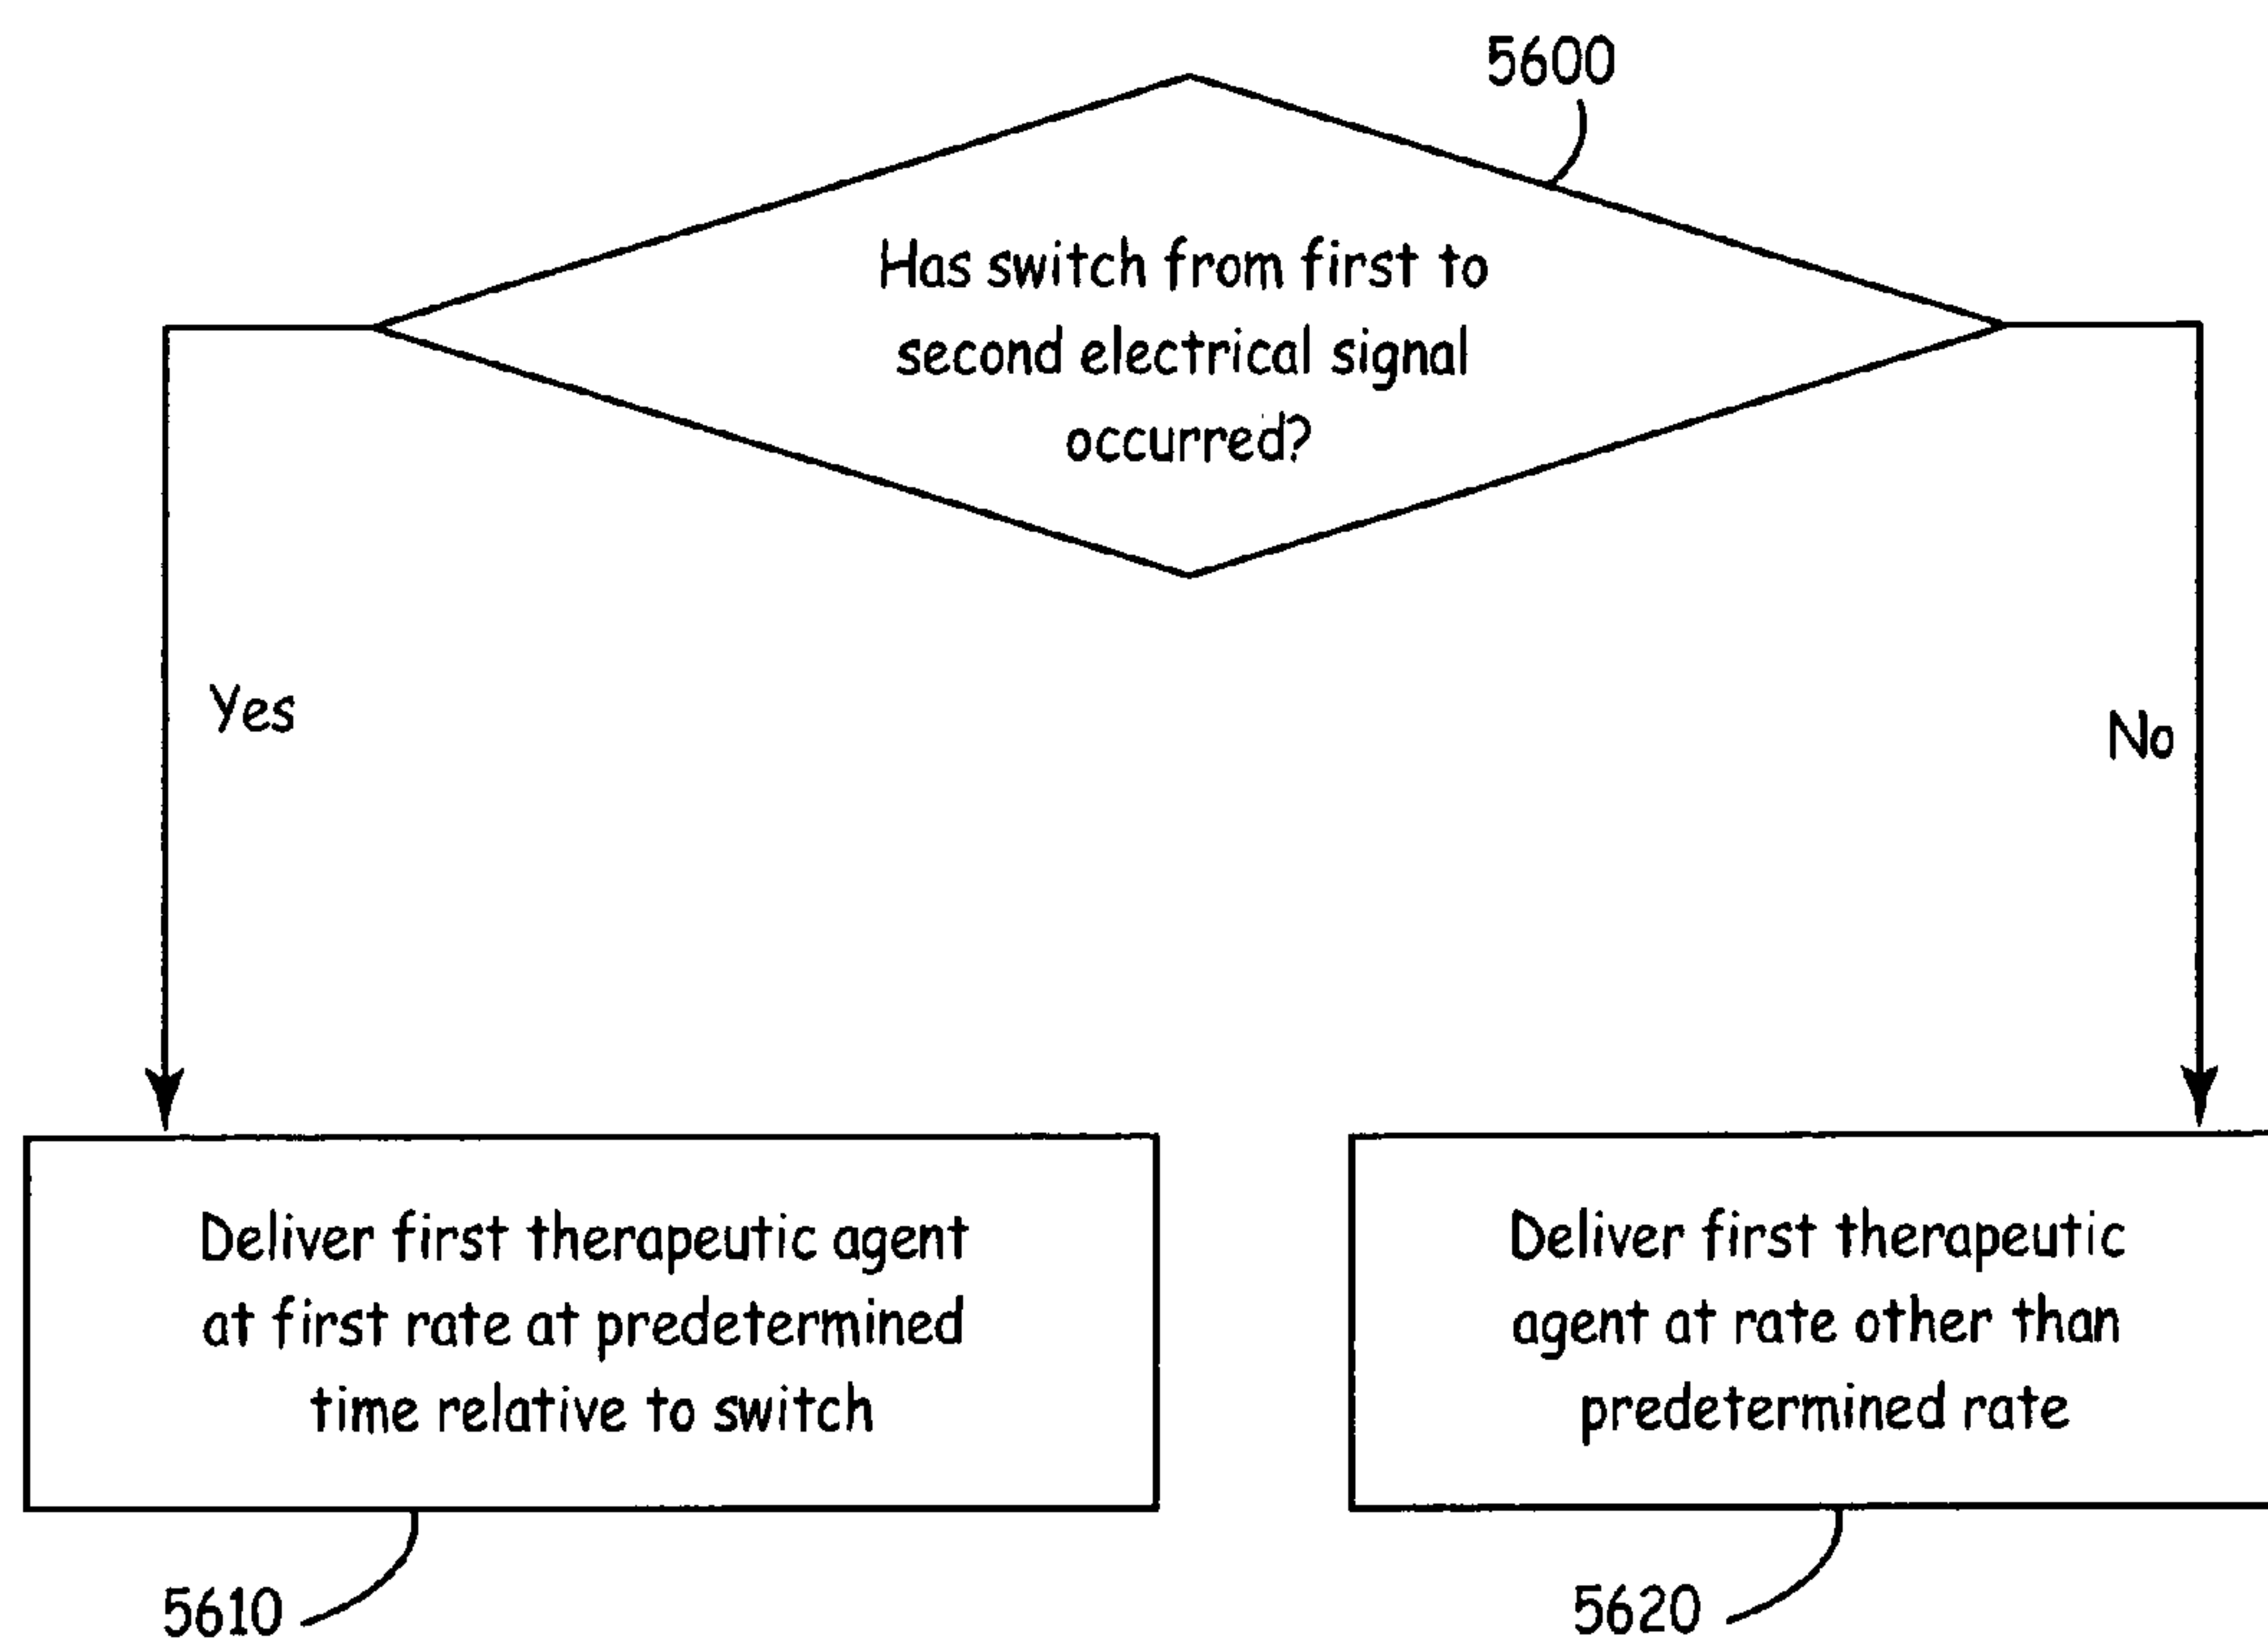 5600
Has switch from first to
second electrical signal
occurred?
Yes
No
Deliver first therapeutic agent
at first rate at predetermined
time relative to switch
Deliver first therapeutic
agent at rate other than
predetermined rate
5610
5620